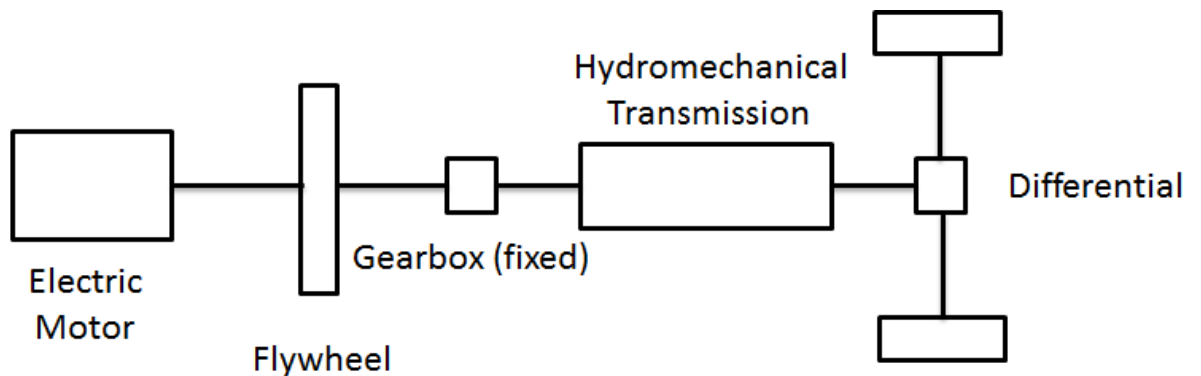 Hydromechanical
Transmission
Differential
Gearbox (fixed)
Electric
Motor
Flywheel